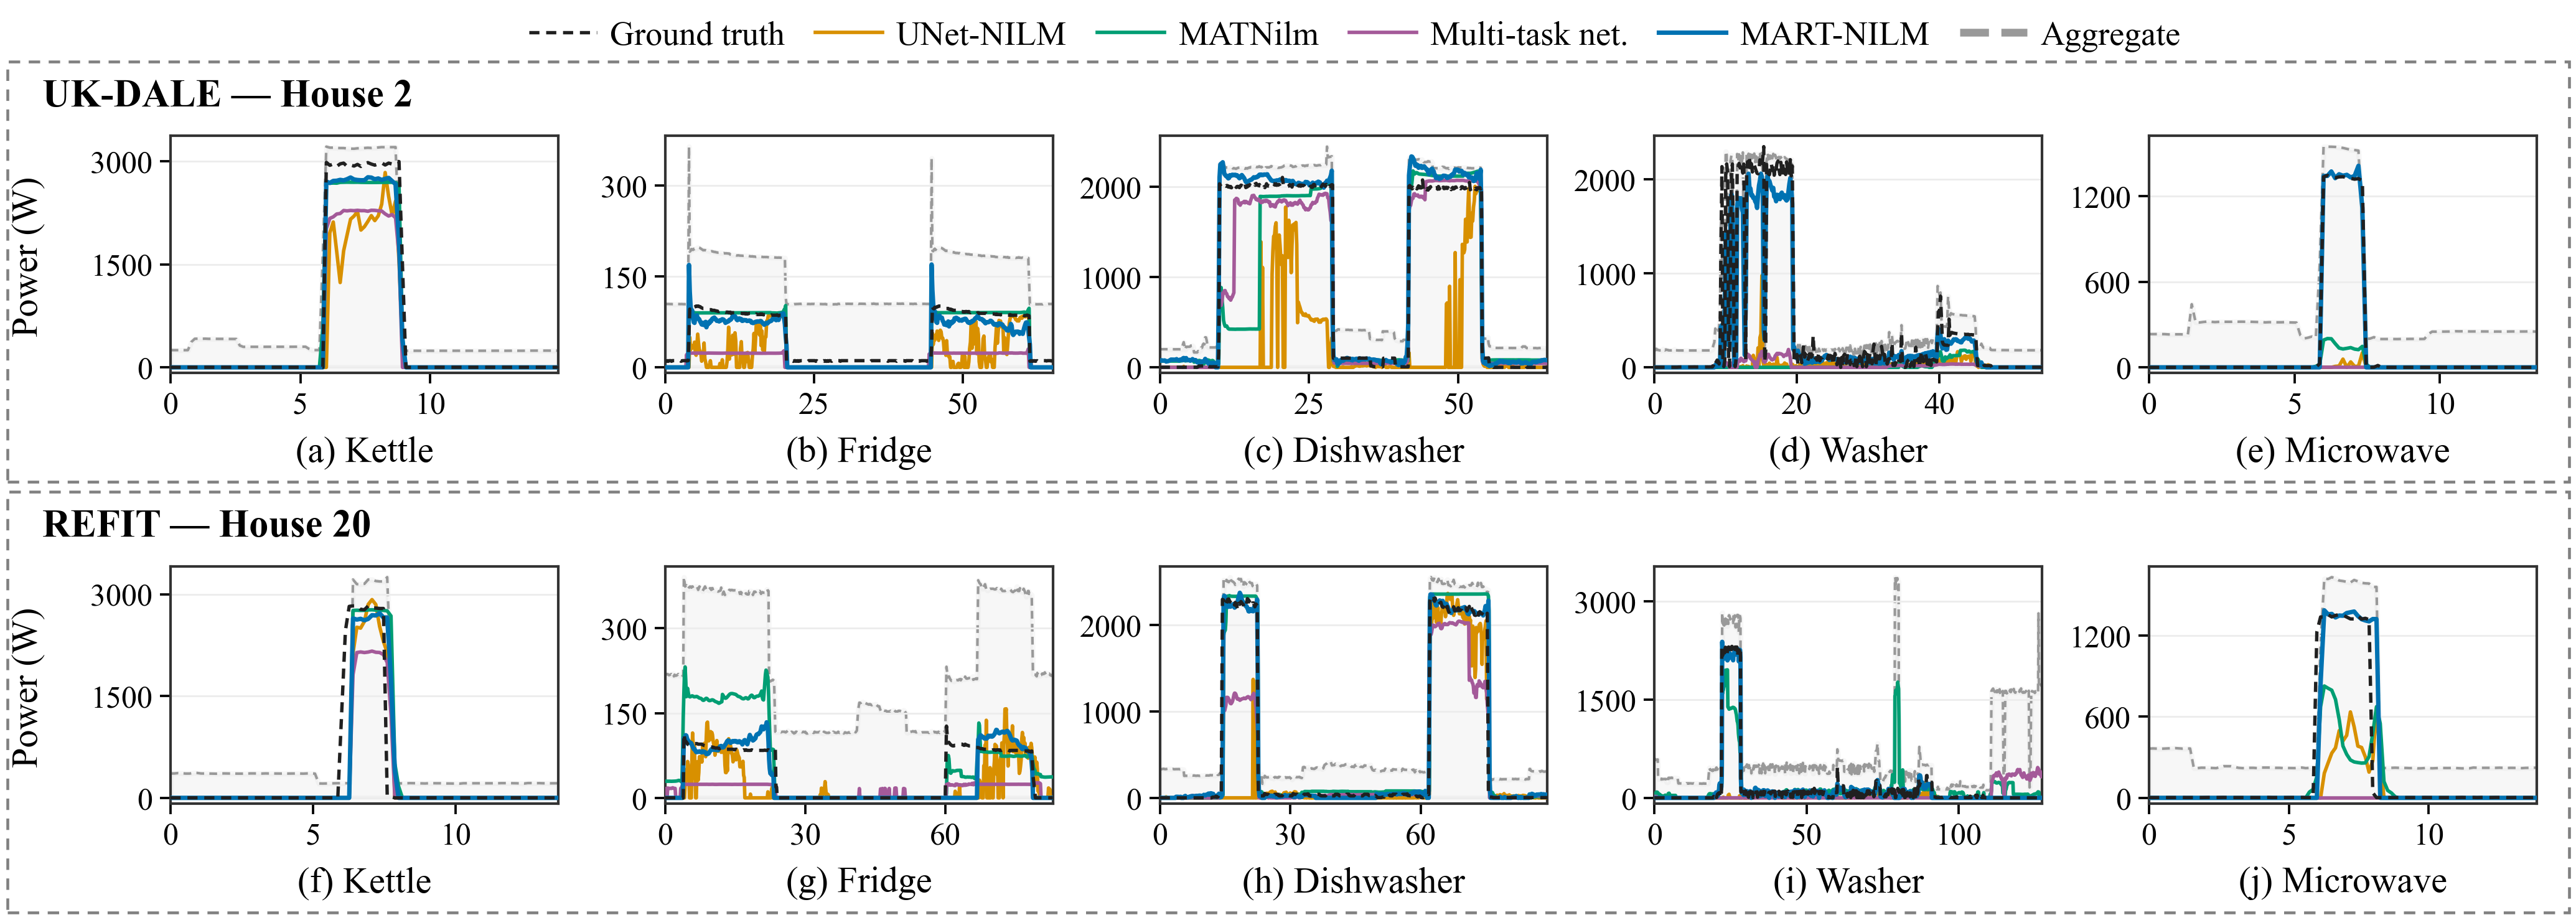 Ground truth UNet-NILM MATNilm Multi-task net. MART-NILM Aggregate
UK-DALE — House 2
Power (W)
3000
1500
0
0 5 10
(a) Kettle
300
150
0
0 25 50
(b) Fridge
2000
1000
0
0 25 50
(c) Dishwasher
2000
1000
0
0 20 40
(d) Washer
1200
600
0
0 5 10
(e) Microwave
REFIT — House 20
Power (W)
3000
1500
0
0 5 10
(f) Kettle
300
150
0
0 30 60
(g) Fridge
2000
1000
0
0 30 60
(h) Dishwasher
3000
1500
0
0 50 100
(i) Washer
1200
600
0
0 5 10
(j) Microwave